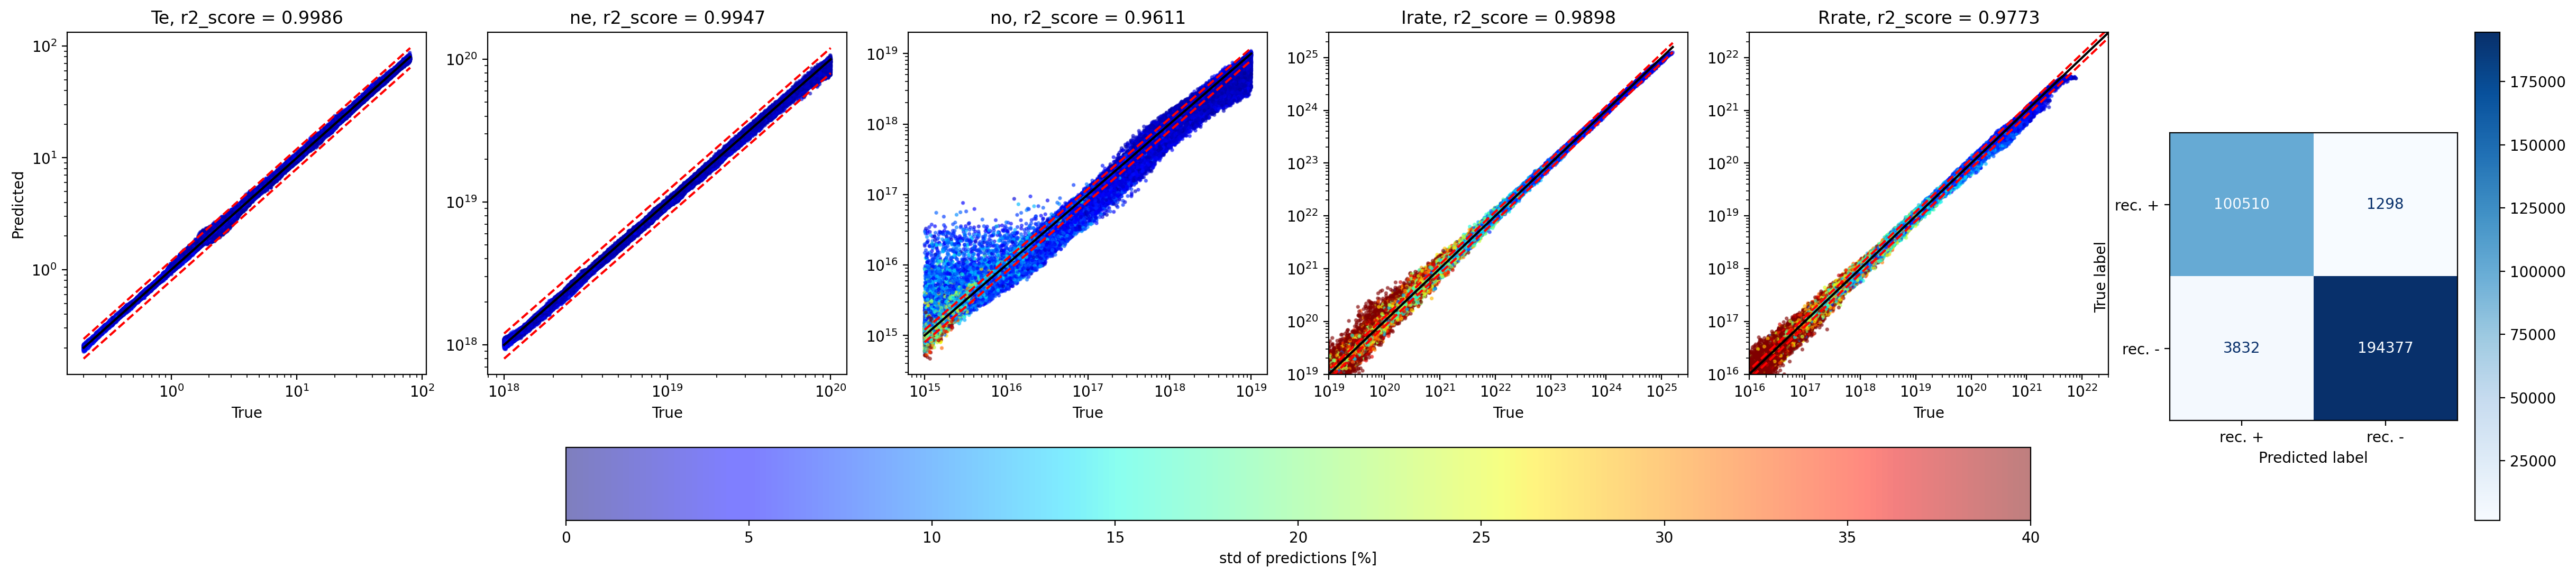 Te, r2_score = 0.9986
10²
10¹
10⁰
Predicted
10⁰ 10¹ 10²
True
ne, r2_score = 0.9947
10²⁰
10¹⁹
10¹⁸
10¹⁸ 10¹⁹ 10²⁰
True
no, r2_score = 0.9611
10¹⁹
10¹⁸
10¹⁷
10¹⁶
10¹⁵
10¹⁵ 10¹⁶ 10¹⁷ 10¹⁸ 10¹⁹
True
Irate, r2_score = 0.9898
10²⁵
10²⁴
10²³
10²²
10²¹
10²⁰
10¹⁹
10¹⁹ 10²⁰ 10²¹ 10²² 10²³ 10²⁴ 10²⁵
True
Rrate, r2_score = 0.9773
10²²
10²¹
10²⁰
10¹⁹
10¹⁸
10¹⁷
10¹⁶
10¹⁶ 10¹⁷ 10¹⁸ 10¹⁹ 10²⁰ 10²¹ 10²²
True
True label
rec. + 100510 1298
rec. - 3832 194377
rec. + rec. -
Predicted label
175000
150000
125000
100000
75000
50000
25000
0 5 10 15 20 25 30 35 40
std of predictions [%]